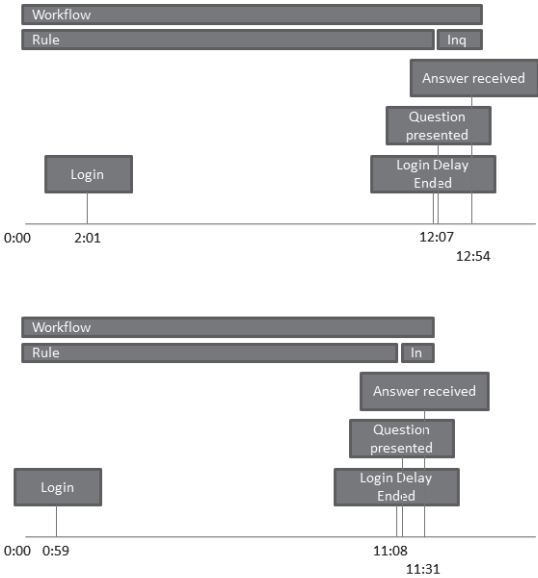 Workflow
Rule Inq
Answer received
Question
presented
Login
Login Delay
Ended
0:00 2:01 12:07
12:54
Workflow
Rule In
Answer received
Question
presented
Login
Login Delay
Ended
0:00 0:59 11:08
11:31